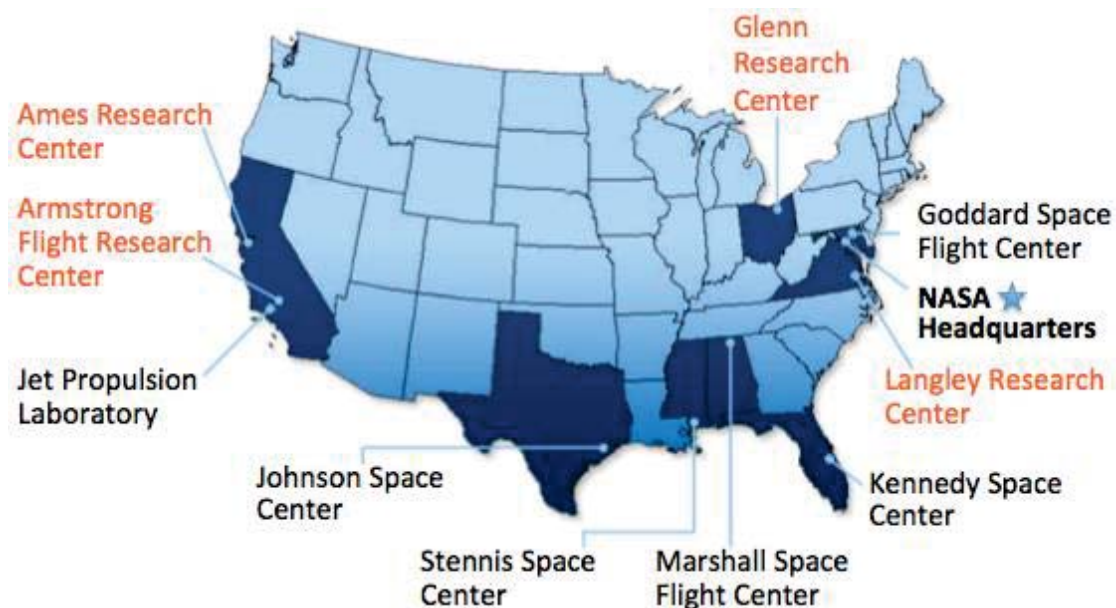 Glenn
Research
Center
Ames Research
Center
Armstrong
Flight Research
Center
Goddard Space
Flight Center
NASA
Headquarters
Jet Propulsion
Laboratory
Langley Research
Center
Johnson Space
Center
Kennedy Space
Center
Stennis Space
Center
Marshall Space
Flight Center